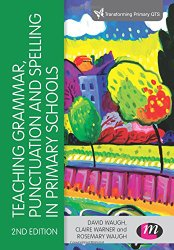 Transforming Primary QTS
TEACHING GRAMMAR,
PUNCTUATION AND SPELLING
IN PRIMARY SCHOOLS
2ND EDITION
DAVID WAUGH,
CLAIRE WARNER and
ROSEMARY WAUGH